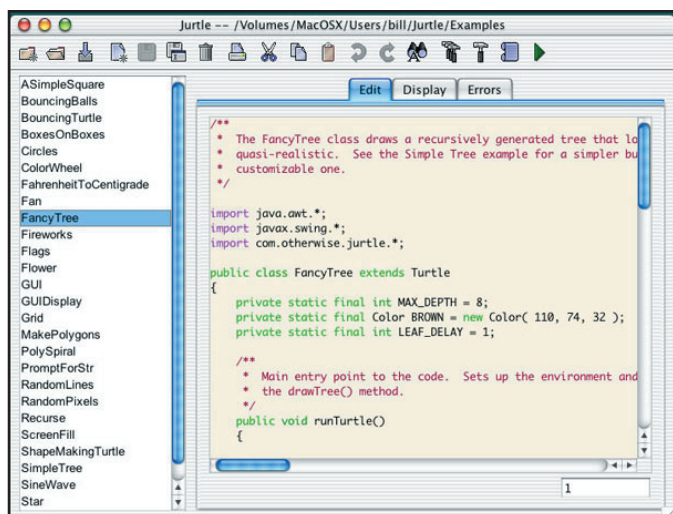 Jurtle -- /Volumes/MacOSX/Users/bill/Jurtle/Examples
ASimpleSquare
BouncingBalls
BouncingTurtle
BoxesOnBoxes
Circles
ColorWheel
FahrenheitToCentigrade
Fan
FancyTree
Fireworks
Flags
Flower
GUI
GUIDisplay
Grid
MakePolygons
PolySpiral
PromptForStr
RandomLines
RandomPixels
Recurse
ScreenFill
ShapeMakingTurtle
SimpleTree
SineWave
Star
Edit Display Errors
/**
* The FancyTree class draws a recursively generated tree that lo
* quasi-realistic. See the Simple Tree example for a simpler bu
* customizable one.
*/
import java.awt.*;
import javax.swing.*;
import com.otherwise.jurtle.*;
public class FancyTree extends Turtle
{
private static final int MAX_DEPTH = 8;
private static final Color BROWN = new Color( 110, 74, 32 );
private static final int LEAF_DELAY = 1;
/**
* Main entry point to the code. Sets up the environment and
* the drawTree() method.
*/
public void runTurtle()
{
1